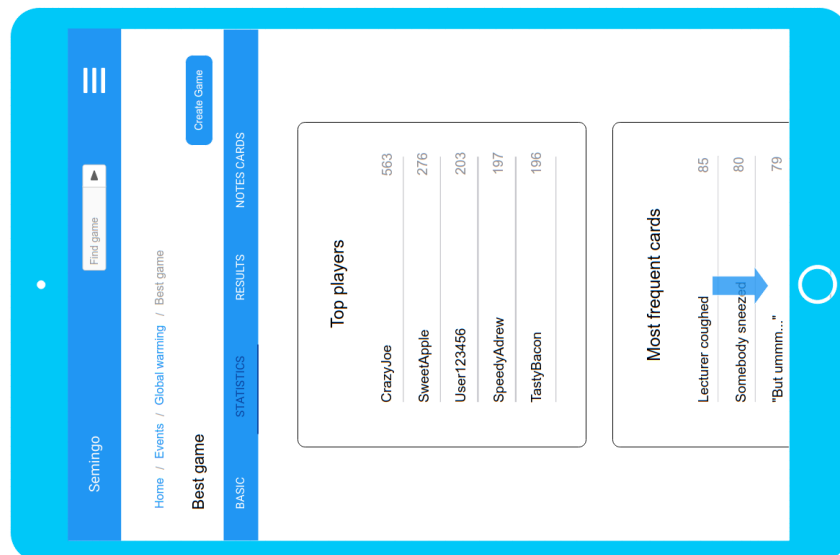 Semingo
Find game
Home / Events / Global warming / Best game
Best game
Create Game
BASIC STATISTICS RESULTS NOTES CARDS
Top players
CrazyJoe 563
SweetApple 276
User123456 203
SpeedyAdrew 197
TastyBacon 196
Most frequent cards
Lecturer coughed 85
Somebody sneezed 80
"But ummm..." 79